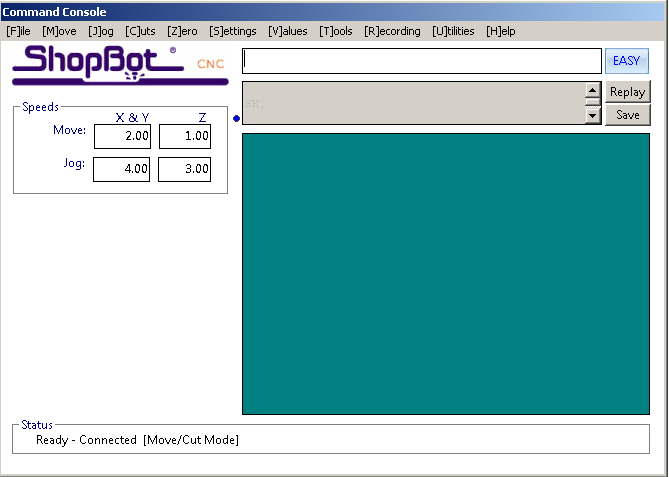 Command Console
[F]ile [M]ove [J]og [C]uts [Z]ero [S]ettings [V]alues [T]ools [R]ecording [U]tilities [H]elp
ShopBot® CNC
EASY
SK,
Replay
Save
Speeds
X & Y Z
Move: 2.00 1.00
Jog: 4.00 3.00
Status
Ready - Connected [Move/Cut Mode]